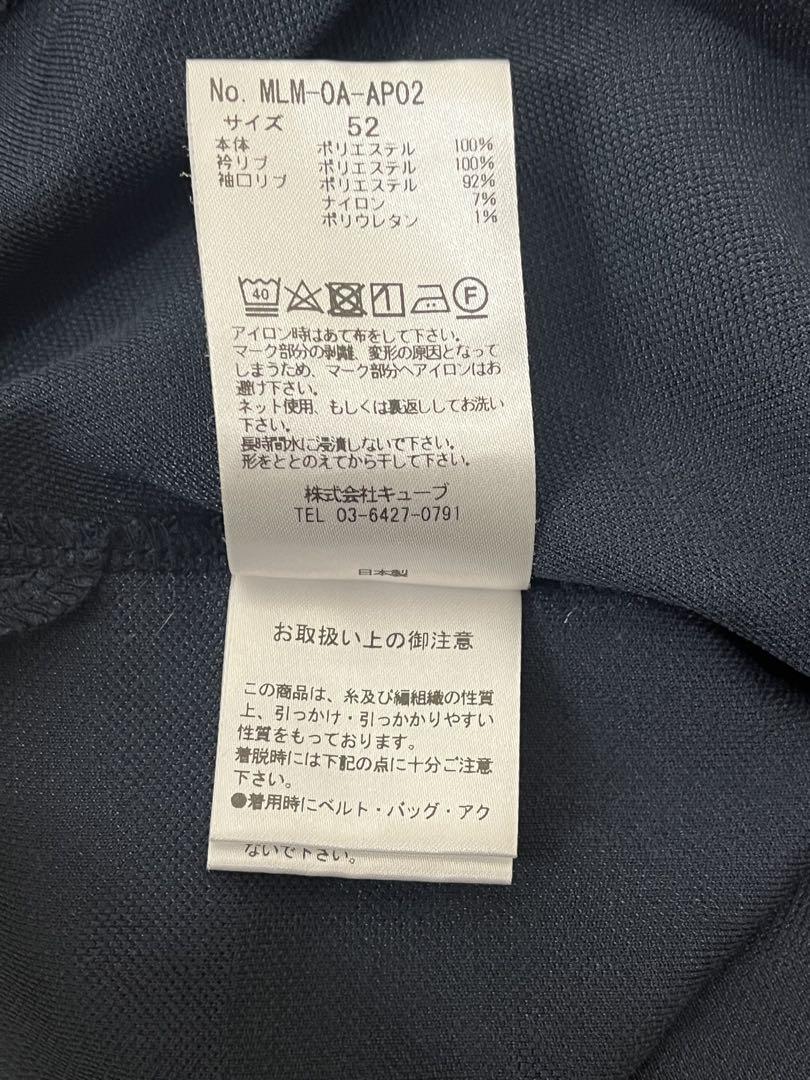 No. MLM-OA-AP02
サイズ 52
本体 ポリエステル 100%
衿リブ ポリエステル 100%
袖口リブ ポリエステル 92%
ナイロン 7%
ポリウレタン 1%
40 F
アイロン時はあて布をして下さい。
マーク部分の剥離、変形の原因となって
しまうため、マーク部分へアイロンはお
避け下さい。
ネット使用、もしくは裏返ししてお洗い
下さい。
長時間水に浸漬しないで下さい。
形をととのえてから干して下さい。
株式会社キューブ
TEL 03-6427-0791
日本製
お取扱い上の御注意
この商品は、糸及び編組織の性質
上、引っかけ・引っかかりやすい
性質をもっております。
着脱時には下記の点に十分ご注意
下さい。
●着用時にベルト・バッグ・アク
ないで下さい。